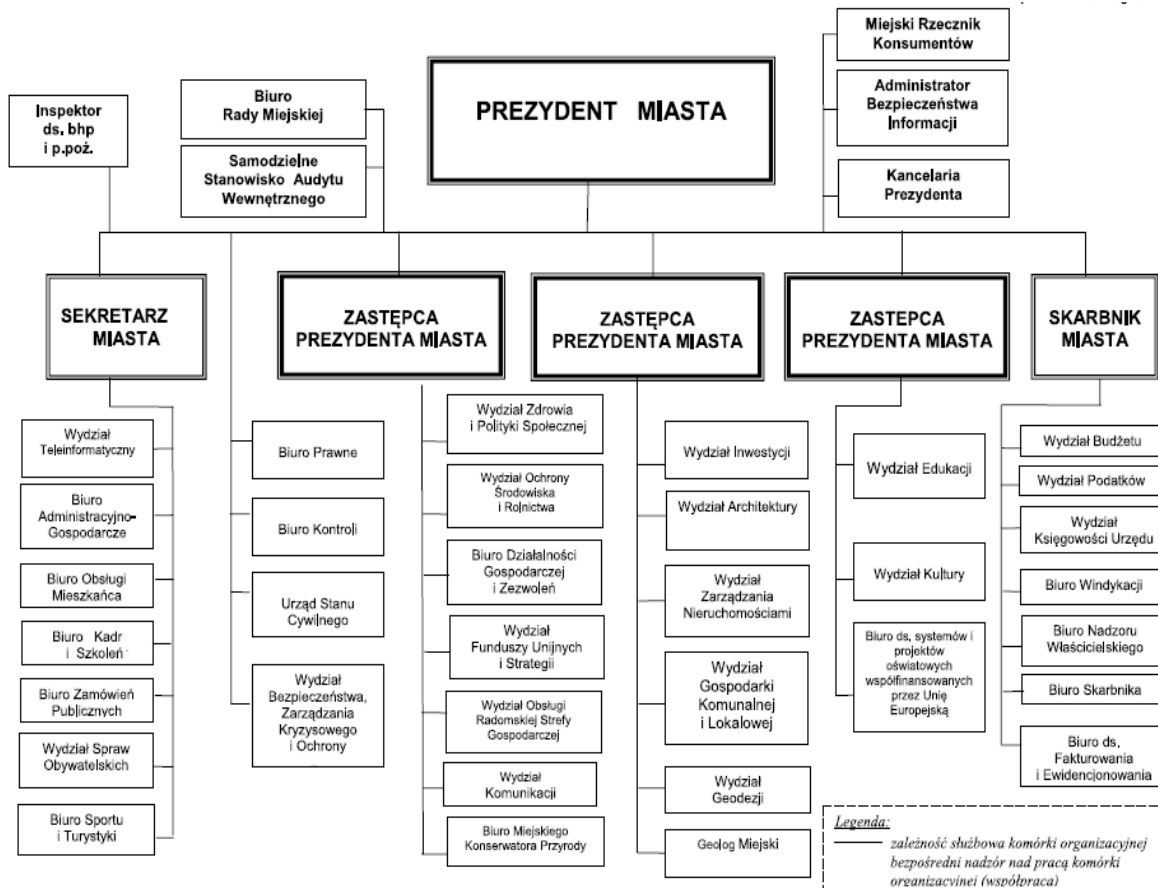 Miejski Rzecznik
Konsumentów
Biuro
Rady Miejskiej
PREZYDENT MIASTA
Administrator
Bezpieczeństwa
Informacji
Inspektor
ds. bhp
i p.poż.
Samodzielne
Stanowisko Audytu
Wewnętrznego
Kancelaria
Prezydenta
SEKRETARZ
MIASTA
ZASTĘPCA
PREZYDENTA MIASTA
ZASTĘPCA
PREZYDENTA MIASTA
ZASTEPCA
PREZYDENTA MIASTA
SKARBNIK
MIASTA
Wydział
Teleinformatyczny
Biuro
Administracyjno-
Gospodarcze
Biuro Obsługi
Mieszkańca
Biuro Kadr
i Szkoleń
Biuro Zamówień
Publicznych
Wydział Spraw
Obywatelskich
Biuro Sportu
i Turystyki
Biuro Prawne
Biuro Kontroli
Urząd Stanu
Cywilnego
Wydział
Bezpieczeństwa,
Zarządzania
Kryzysowego
i Ochrony
Wydział Zdrowia
i Polityki Społecznej
Wydział Ochrony
Środowiska
i Rolnictwa
Biuro Działalności
Gospodarczej
i Zezwoleń
Wydział
Funduszy Unijnych
i Strategii
Wydział Obsługi
Radomskiej Strefy
Gospodarczej
Wydział
Komunikacji
Biuro Miejskiego
Konserwatora Przyrody
Wydział Inwestycji
Wydział Architektury
Wydział
Zarządzania
Nieruchomościami
Wydział
Gospodarki
Komunalnej
i Lokalowej
Wydział
Geodezji
Geolog Miejski
Wydział Edukacji
Wydział Kultury
Biuro ds. systemów i
projektów
oświatowych
współfinansowanych
przez Unię
Europejską
Wydział Budżetu
Wydział Podatków
Wydział
Księgowości Urzędu
Biuro Windykacji
Biuro Nadzoru
Właścicielskiego
Biuro Skarbnika
Biuro ds.
Fakturowania
i Ewidencjonowania
Legenda:
zależność służbowa komórki organizacyjnej
bezpośredni nadzór nad pracą komórki
organizacyjnej (współpraca)